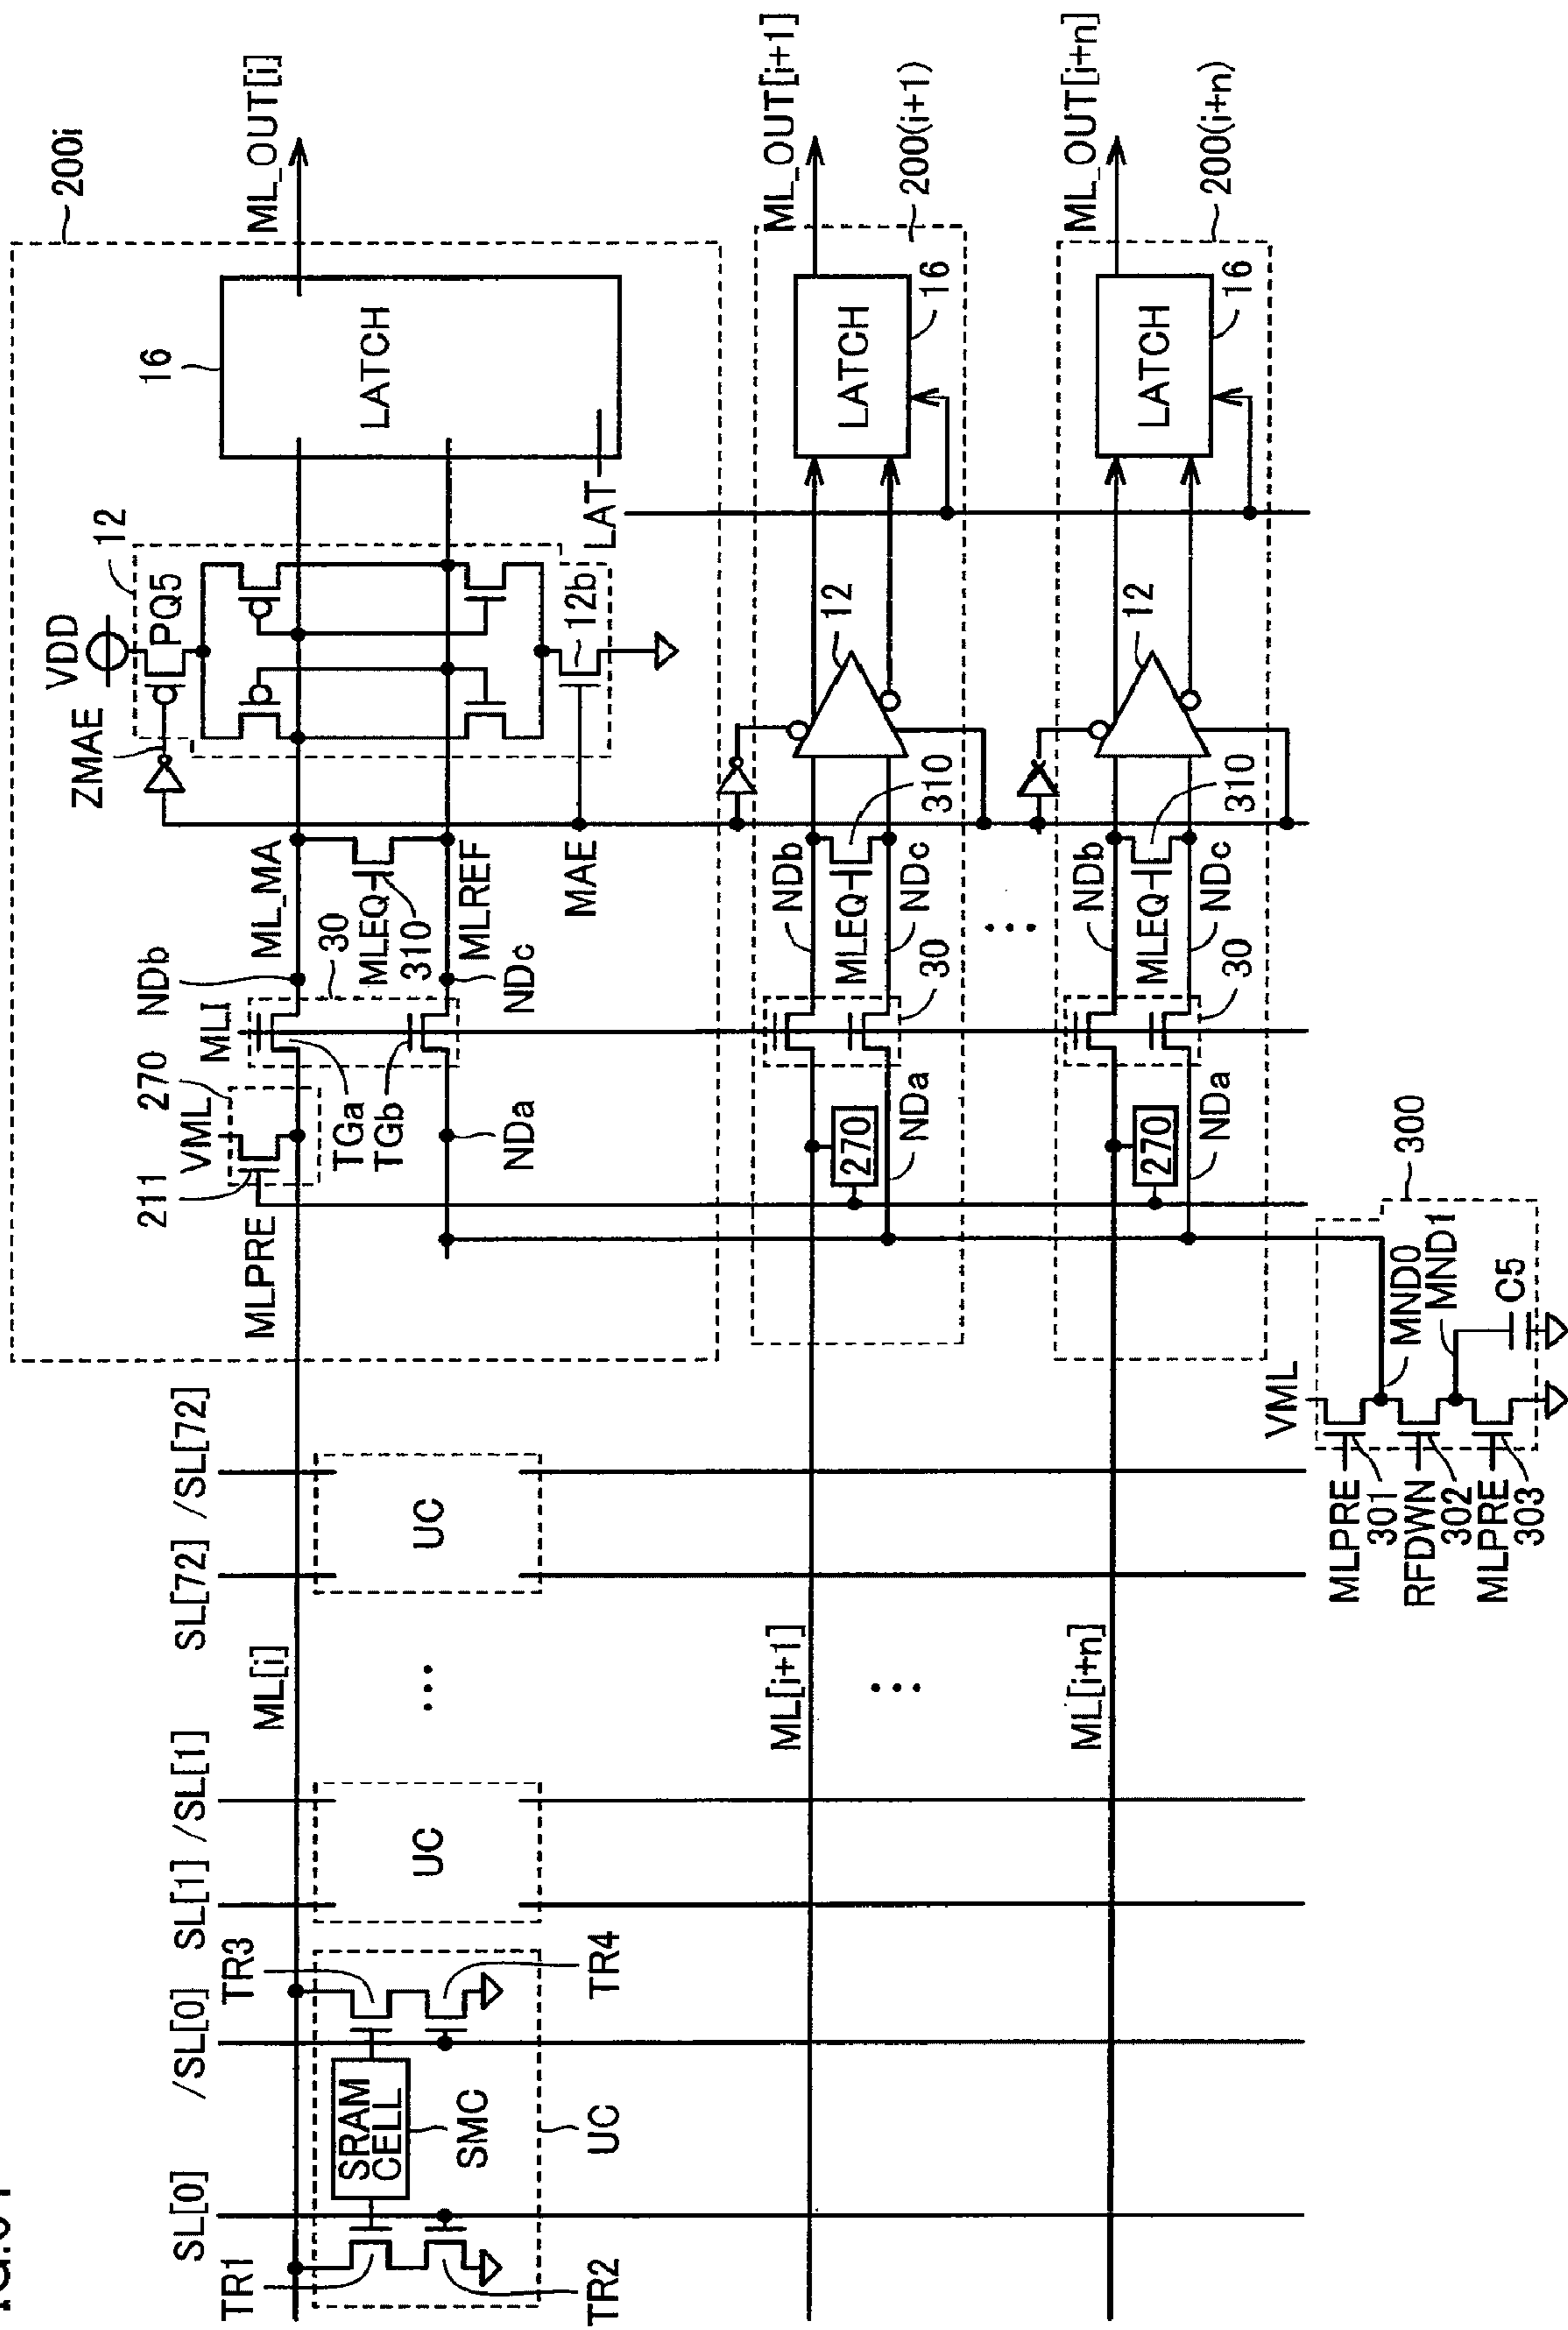 200i
ML_OUT[i]
16
LATCH
LAT
12
VDD
PQ5
12b
ZMAE
MAE
ML_MA
MLEQ
310
MLREF
30
NDb
NDc
MLI
TGa
TGb
270
VML
211
NDa
MLPRE
/SL[72]
SL[72]
UC
ML[i]
...
/SL[1]
SL[1]
UC
/SL[0]
SL[0]
TR3
TR4
SRAM
CELL
SMC
UC
TR1
TR2
ML_OUT[i+1]
200(i+1)
LATCH
16
12
310
NDb
MLEQ
NDc
30
270
NDa
ML[i+1]
...
...
ML_OUT[i+n]
200(i+n)
LATCH
16
12
310
NDb
MLEQ
NDc
30
270
NDa
ML[i+n]
300
VML
MND0
MND1
C5
MLPRE
301
RFDWN
302
MLPRE
303